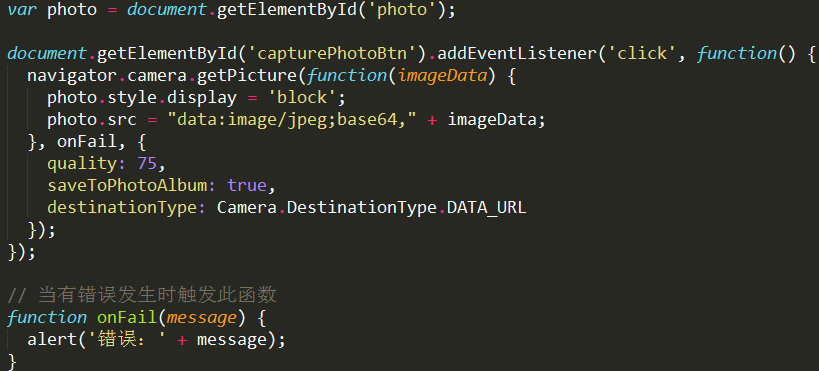 var photo = document.getElementById('photo');
document.getElementById('capturePhotoBtn').addEventListener('click', function() {
  navigator.camera.getPicture(function(imageData) {
    photo.style.display = 'block';
    photo.src = "data:image/jpeg;base64," + imageData;
  }, onFail, {
    quality: 75,
    saveToPhotoAlbum: true,
    destinationType: Camera.DestinationType.DATA_URL
  });
});
// 当有错误发生时触发此函数
function onFail(message) {
  alert('错误：' + message);
}